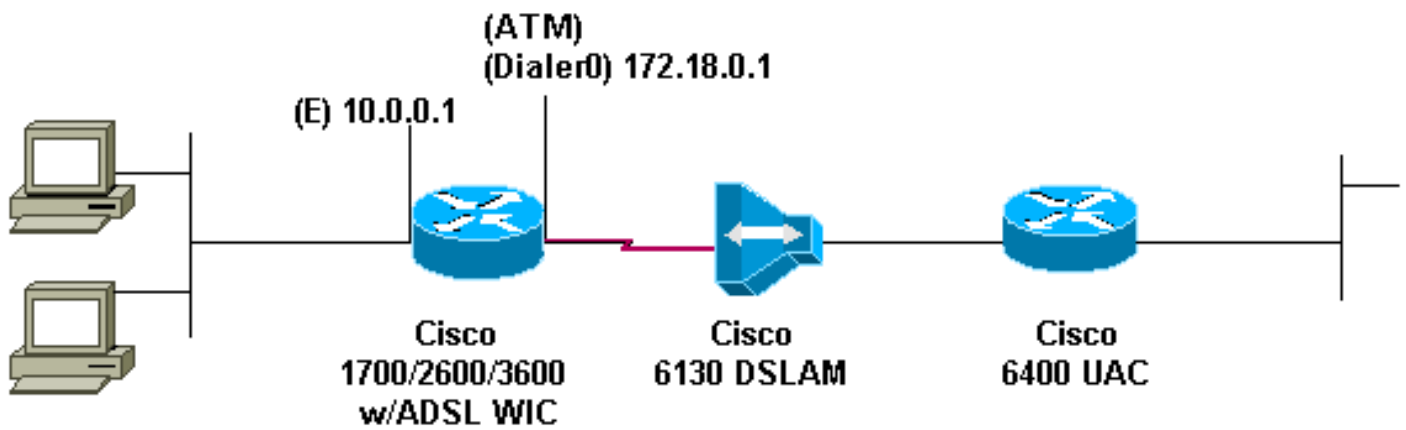 (ATM)
(Dialer0) 172.18.0.1
(E) 10.0.0.1
Cisco
1700/2600/3600
w/ADSL WIC
Cisco
6130 DSLAM
Cisco
6400 UAC